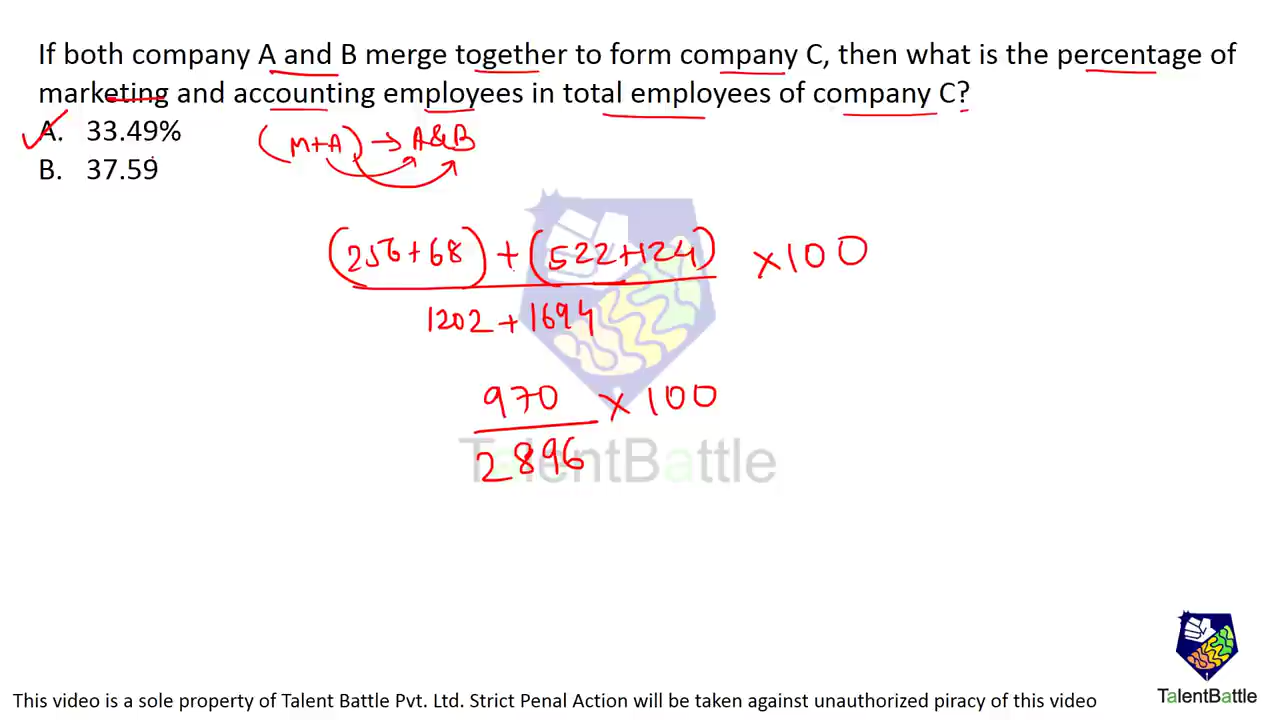 If both company A and B merge together to form company C, then what is the percentage of
marketing and accounting employees in total employees of company C?
A. 33.49%
B. 37.59
(M+A) → A&B
(256+68) + (522+124) ×100
1202 + 1694
970 × 100
2896
TalentBattle
TalentBattle
This video is a sole property of Talent Battle Pvt. Ltd. Strict Penal Action will be taken against unauthorized piracy of this video